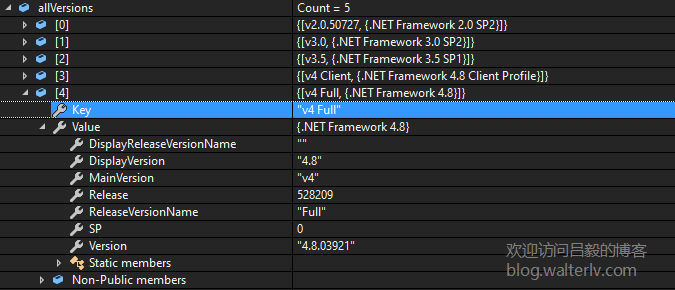 allVersions Count = 5
[0] {[v2.0.50727, {.NET Framework 2.0 SP2}]}
[1] {[v3.0, {.NET Framework 3.0 SP2}]}
[2] {[v3.5, {.NET Framework 3.5 SP1}]}
[3] {[v4 Client, {.NET Framework 4.8 Client Profile}]}
[4] {[v4 Full, {.NET Framework 4.8}]}
Key "v4 Full"
Value {.NET Framework 4.8}
DisplayReleaseVersionName ""
DisplayVersion "4.8"
MainVersion "v4"
Release 528209
ReleaseVersionName "Full"
SP 0
Version "4.8.03921"
Static members
Non-Public members
欢迎访问吕毅的博客
blog.walterlv.com